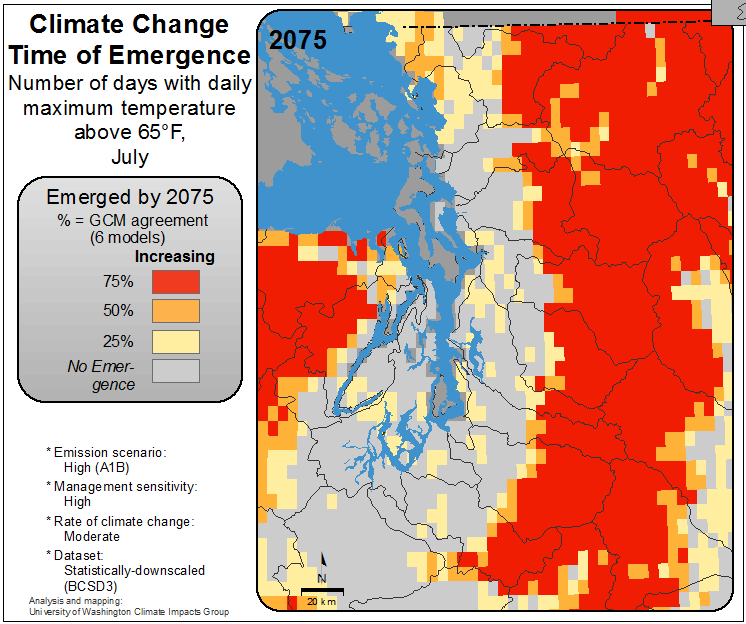 Climate Change
Time of Emergence
Number of days with daily
maximum temperature
above 65°F,
July
Emerged by 2075
% = GCM agreement
(6 models)
Increasing
75%
50%
25%
No Emer-
gence
* Emission scenario:
High (A1B)
* Management sensitivity:
High
* Rate of climate change:
Moderate
* Dataset:
Statistically-downscaled
(BCSD3)
Analysis and mapping:
University of Washington Climate Impacts Group
2075
N
20 km